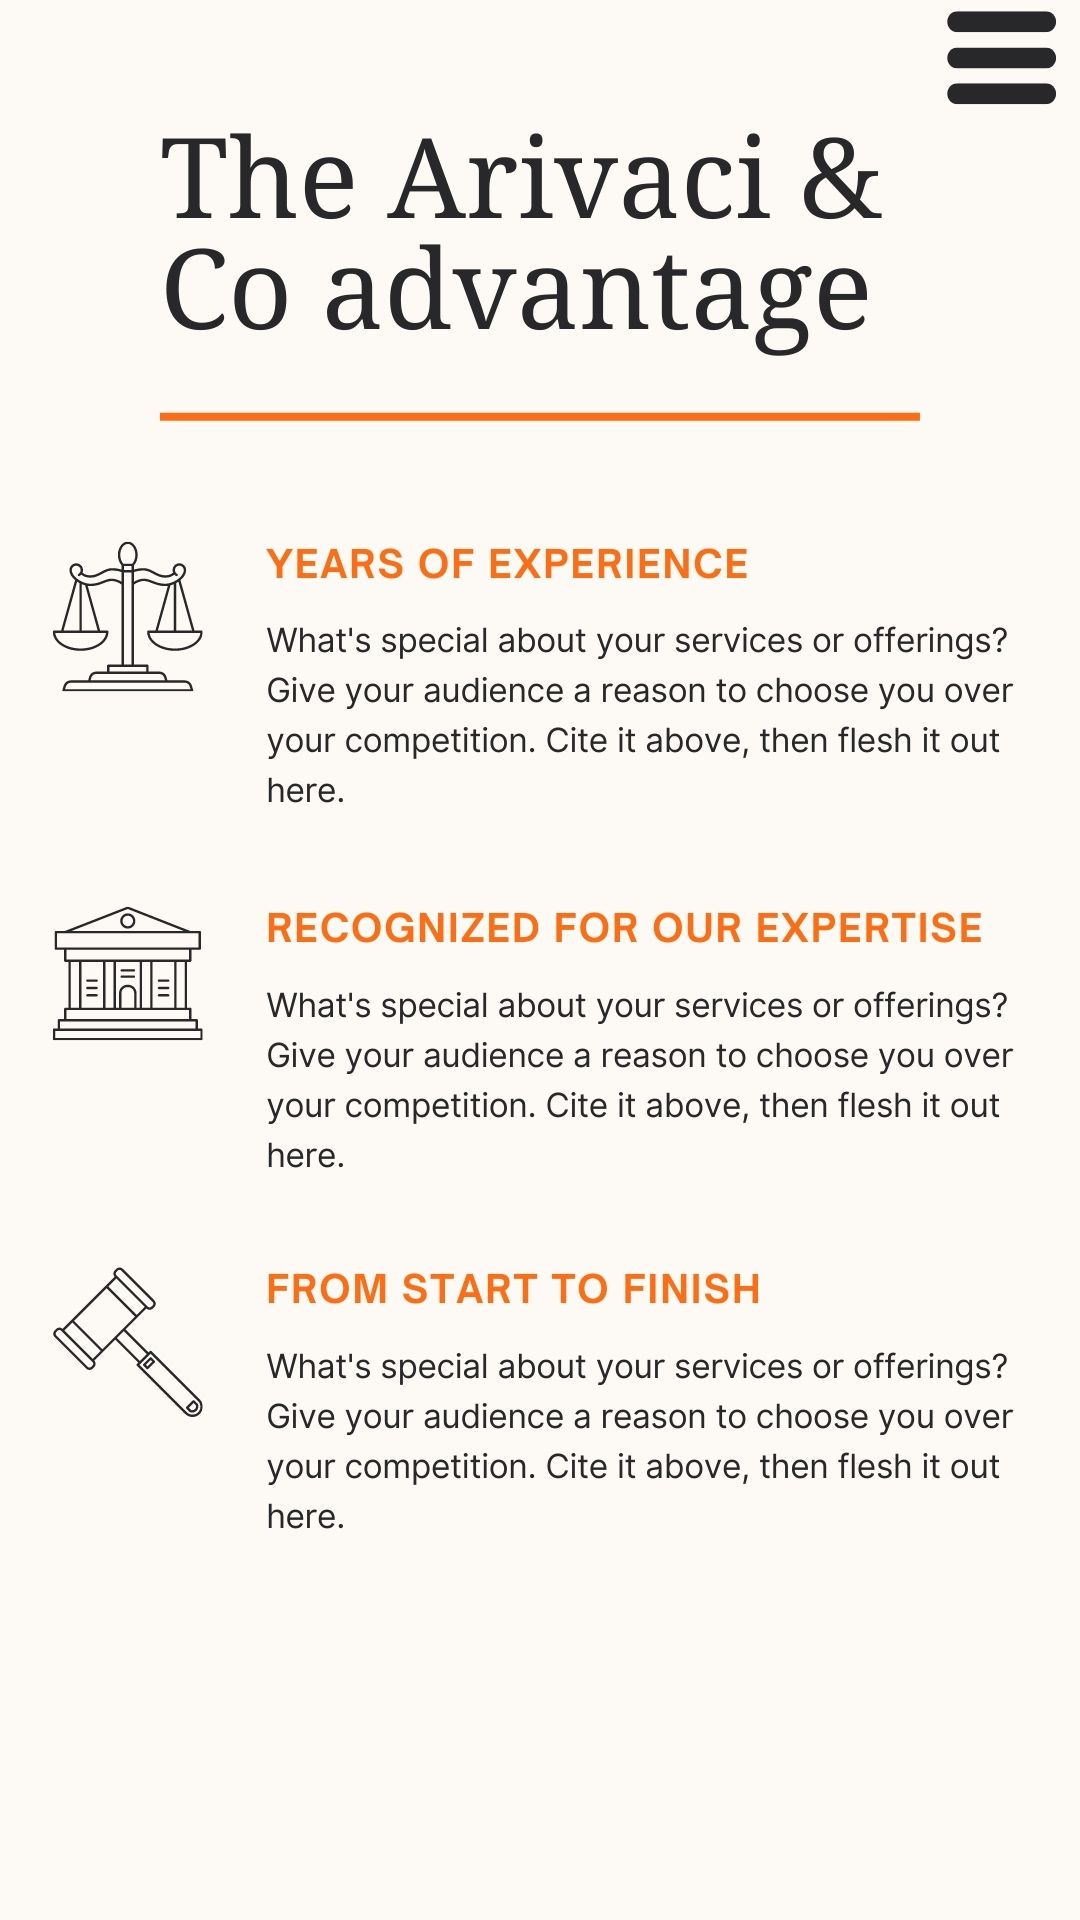 The Arivaci &
Co advantage
YEARS OF EXPERIENCE
What's special about your services or offerings?
Give your audience a reason to choose you over
your competition. Cite it above, then flesh it out
here.
RECOGNIZED FOR OUR EXPERTISE
What's special about your services or offerings?
Give your audience a reason to choose you over
your competition. Cite it above, then flesh it out
here.
FROM START TO FINISH
What's special about your services or offerings?
Give your audience a reason to choose you over
your competition. Cite it above, then flesh it out
here.